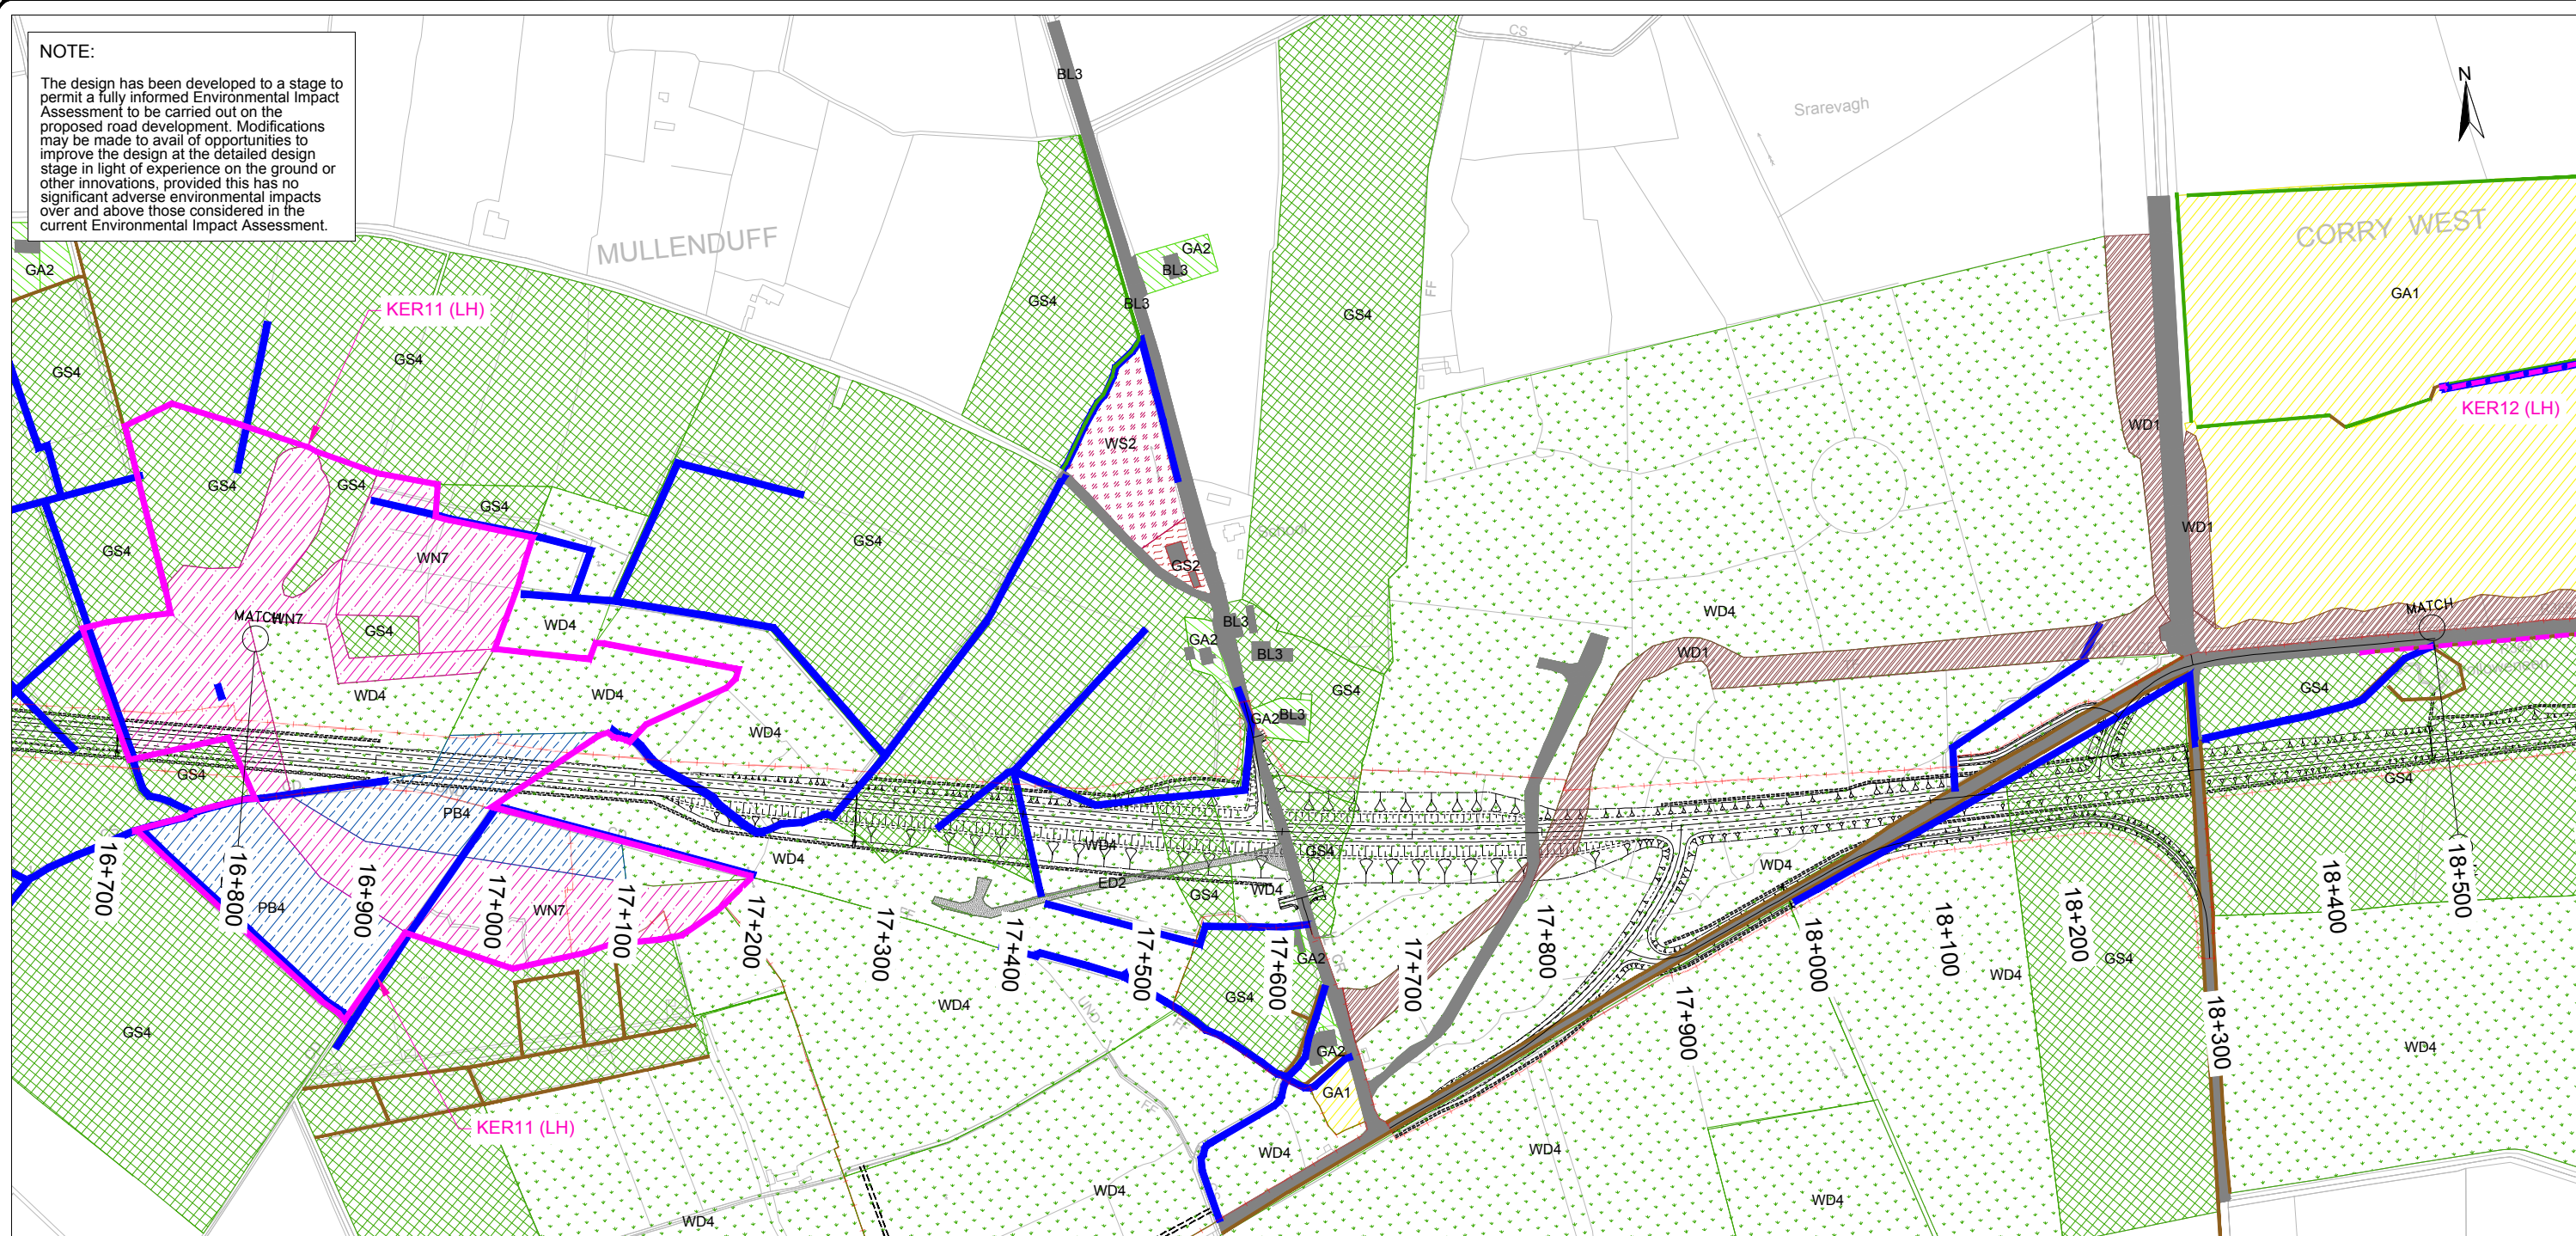 NOTE:
The design has been developed to a stage to
permit a fully informed Environmental Impact
Assessment to be carried out on the
proposed road development. Modifications
may be made to avail of opportunities to
improve the design at the detailed design
stage in light of experience on the ground or
other innovations, provided this has no
significant adverse environmental impacts
over and above those considered in the
current Environmental Impact Assessment.
CS
BL3
N
Srarevagh
MULLENDUFF
CORRY WEST
GA2
BL3
GA2
BL3
GS4
GS4
FF
GA1
KER11 (LH)
GS4
GS4
KER12 (LH)
WD1
WS2
GS4
GS4
GS4
WN7
GS4
GS4
School
WD1
GS2
MATCH
WN7
GS4
WD4
GA2
BL3
BL3
WD4
WD1
MATCH
WD4
WD4
WD4
GS4
GA2
BL3
GS4
GS4
GS4
PB4
WD4
WD4
GS4
WD4
ED2
GS4
WD4
WD4
PB4
WN7
16+700
16+800
16+900
17+000
17+100
17+200
17+300
17+400
17+500
17+600
17+700
17+800
17+900
18+000
18+100
18+200
18+300
18+400
18+500
GA2
GS4
WD4
WD4
GS4
GS4
UND
FF
GA2
GA1
WD4
KER11 (LH)
WD4
WD4
WD4
WD4
WD4